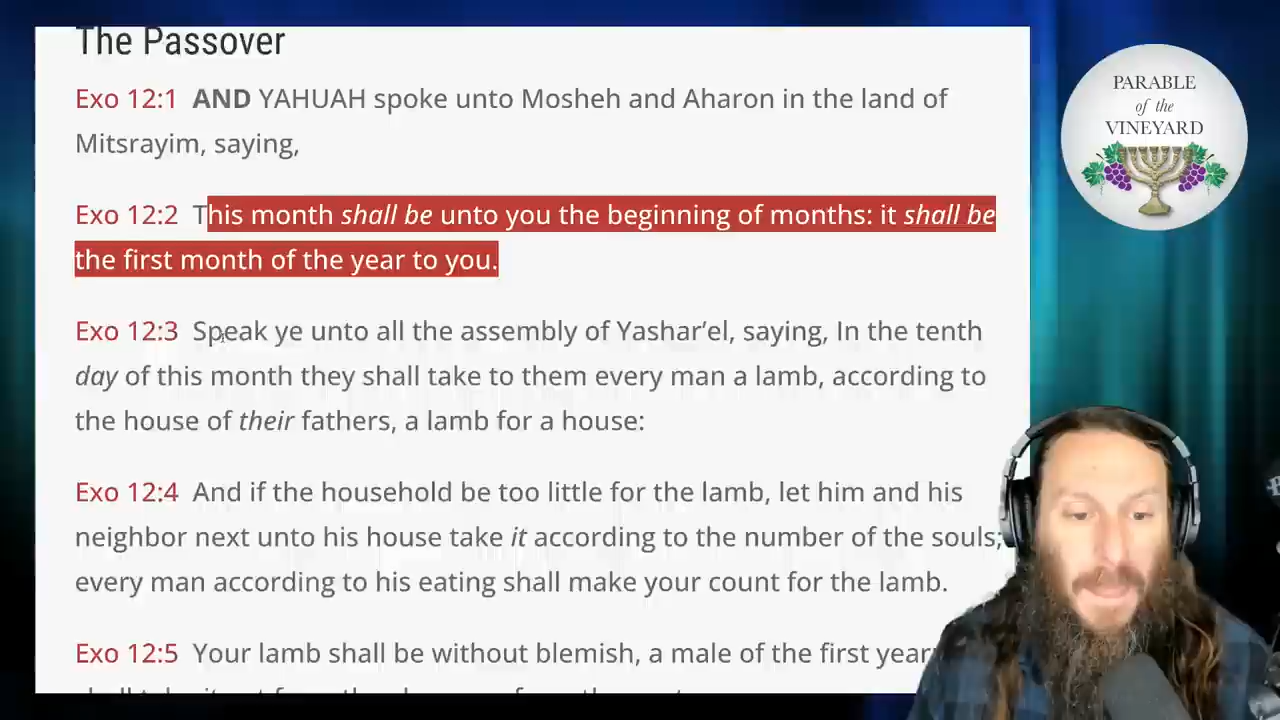 The Passover
Exo 12:1 AND YAHUAH spoke unto Mosheh and Aharon in the land of
Mitsrayim, saying,
Exo 12:2 This month shall be unto you the beginning of months: it shall be
the first month of the year to you.
Exo 12:3 Speak ye unto all the assembly of Yashar’el, saying, In the tenth
day of this month they shall take to them every man a lamb, according to
the house of their fathers, a lamb for a house:
Exo 12:4 And if the household be too little for the lamb, let him and his
neighbor next unto his house take it according to the number of the souls;
every man according to his eating shall make your count for the lamb.
Exo 12:5 Your lamb shall be without blemish, a male of the first year
PARABLE
of the
VINEYARD